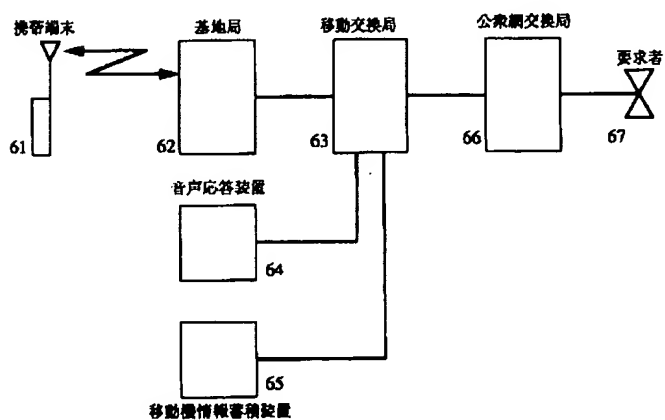 携帯端末
基地局
移動交換局
公衆網交換局
要求者
61
62
63
66
67
音声応答装置
64
65
移動機情報蓄積装置